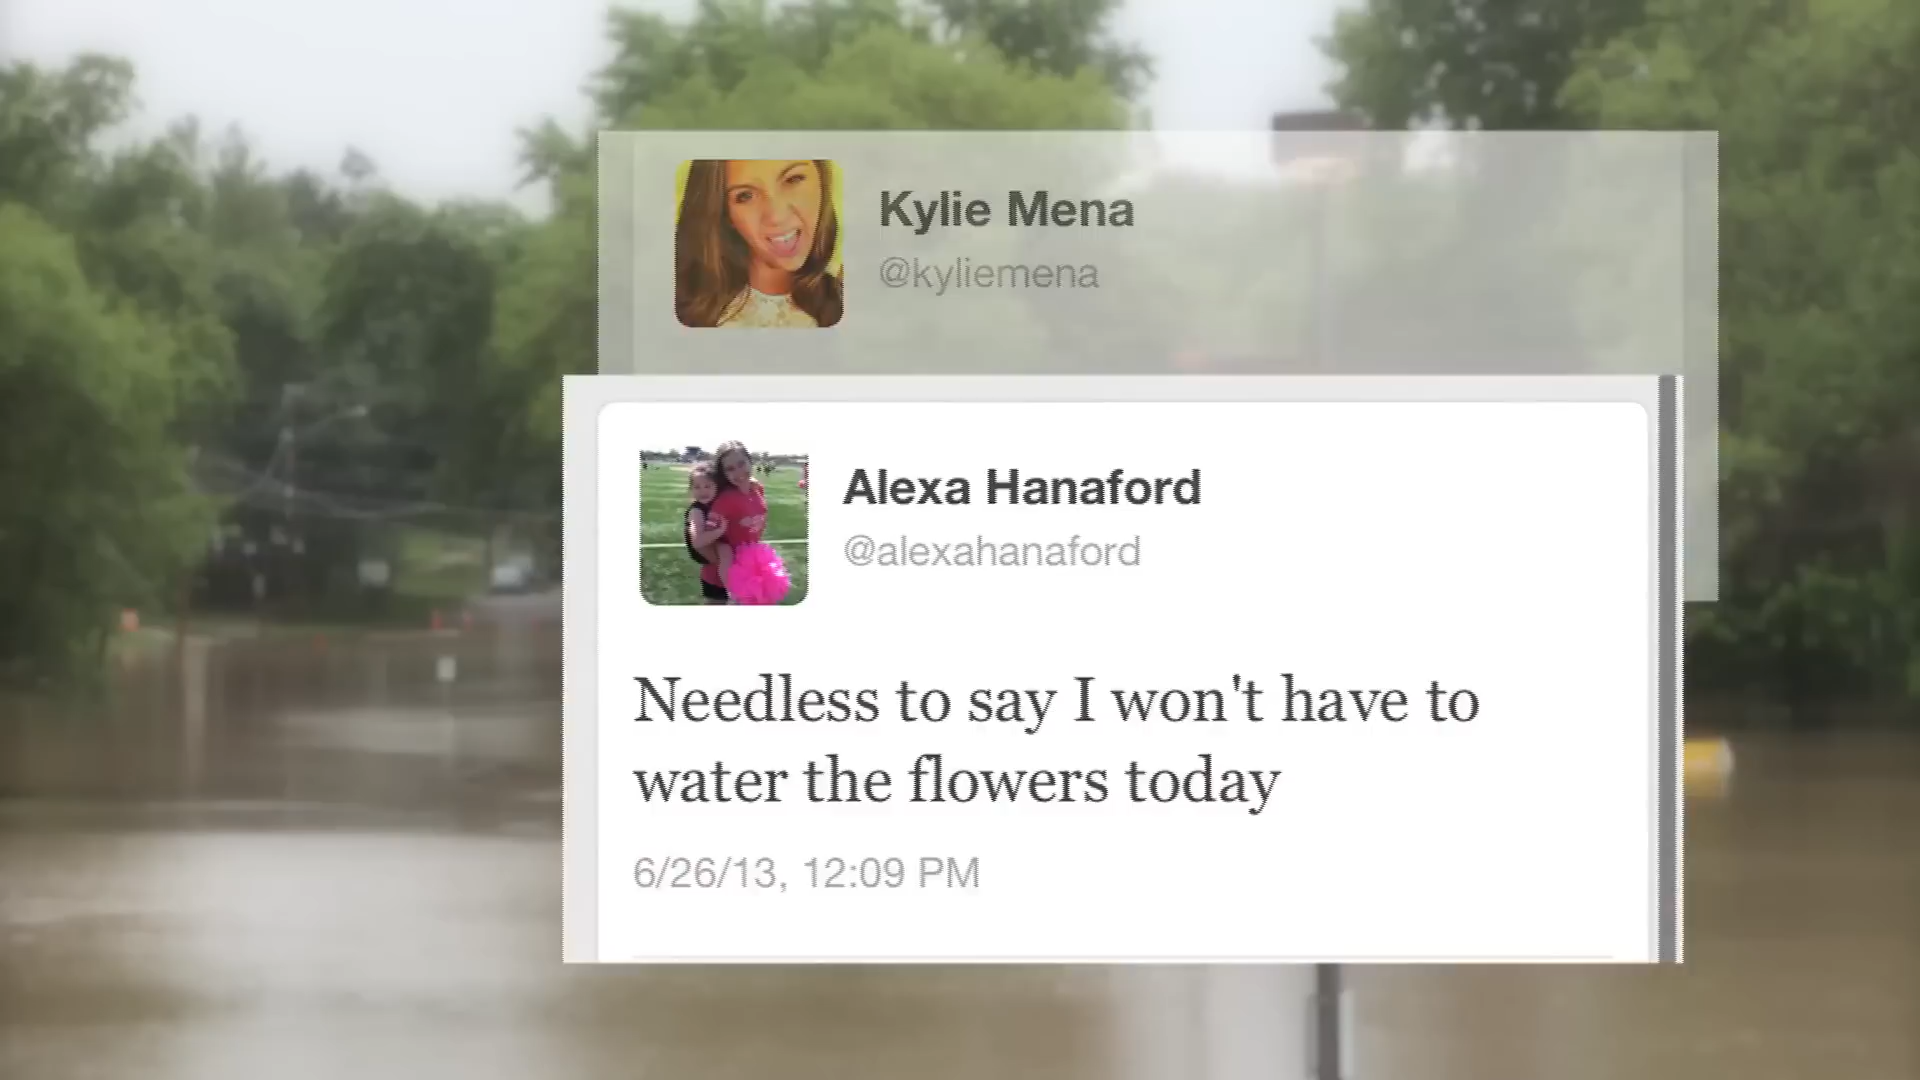 Kylie Mena
@kyliemena
Alexa Hanaford
@alexahanaford
Needless to say I won't have to
water the flowers today
6/26/13, 12:09 PM